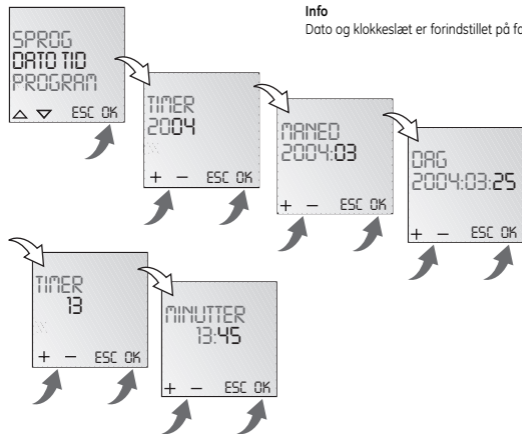 Info
Dato og klokkeslæt er forindstillet på fa
SPROG
DATO TID
PROGRAM
ESC OK
TIMER
2004
+ − ESC OK
MANED
2004:03
+ − ESC OK
DAG
2004:03:25
+ − ESC OK
TIMER
13
+ − ESC OK
MINUTTER
13:45
+ − ESC OK